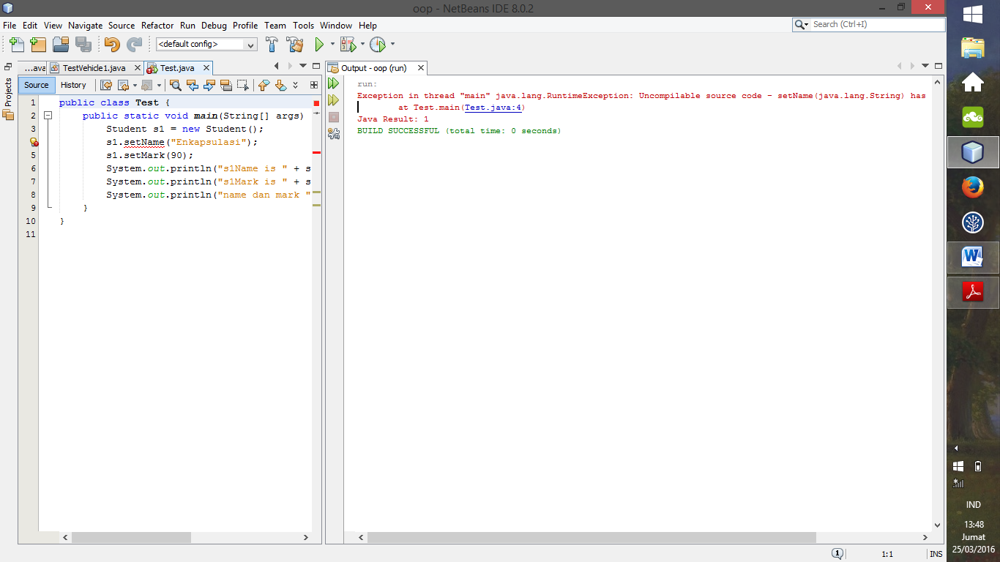 oop - NetBeans IDE 8.0.2
File Edit View Navigate Source Refactor Run Debug Profile Team Tools Window Help
Search (Ctrl+I)
<default config>
Projects
...ava TestVehicle1.java Test.java
Source History
1 public class Test {
2 public static void main(String[] args)
3 Student s1 = new Student();
s1.setName("Enkapsulasi");
5 s1.setMark(90);
6 System.out.println("s1Name is " + s
7 System.out.println("s1Mark is " + s
8 System.out.println("name dan mark "
9 }
10 }
11
Output - oop (run)
run:
Exception in thread "main" java.lang.RuntimeException: Uncompilable source code - setName(java.lang.String) has
at Test.main(Test.java:4)
Java Result: 1
BUILD SUCCESSFUL (total time: 0 seconds)
1
1:1
INS
IND
13:48
Jumat
25/03/2016